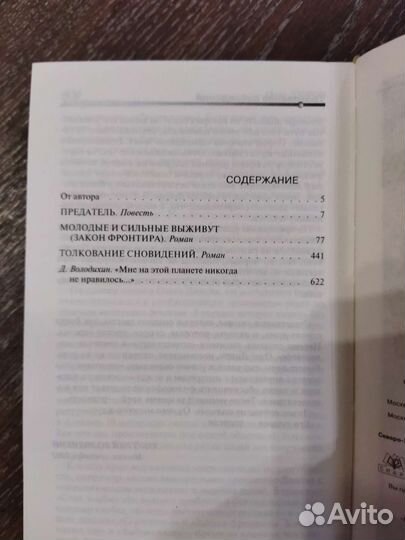 СОДЕРЖАНИЕ
От автора . . . . . . . . . . . . . . . . . . . . . . . . . . . . 5
ПРЕДАТЕЛЬ. Повесть . . . . . . . . . . . . . . . . . . . 7
МОЛОДЫЕ И СИЛЬНЫЕ ВЫЖИВУТ
(ЗАКОН ФРОНТИРА). Роман . . . . . . . . . . . . . 77
ТОЛКОВАНИЕ СНОВИДЕНИЙ. Роман . . . . . . . 441
Д. Володихин. «Мне на этой планете никогда
не нравилось...» . . . . . . . . . . . . . . . . . . . . 622
Avito